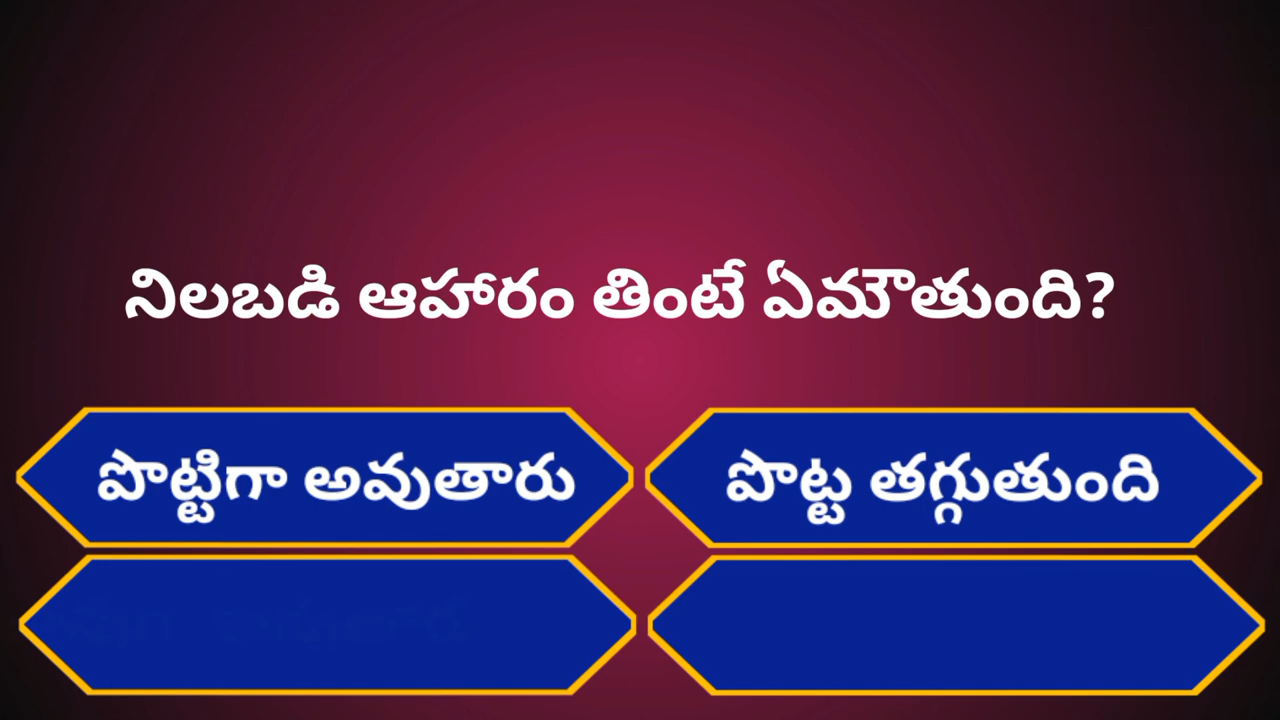 నిలబడి ఆహారం తింటే ఏమౌతుంది?
పొట్టిగా అవుతారు
పొట్ట తగ్గుతుంది